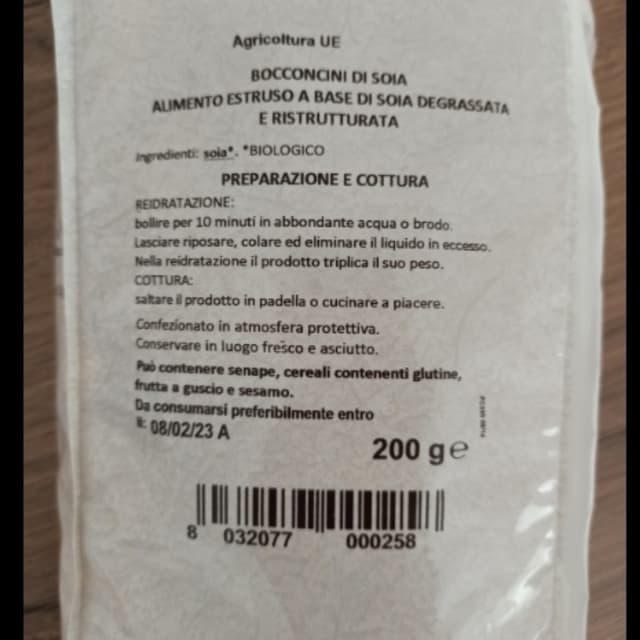 Agricoltura UE
BOCCONCINI DI SOIA
ALIMENTO ESTRUSO A BASE DI SOIA DEGRASSATA
E RISTRUTTURATA
Ingredienti: soia*. *BIOLOGICO
PREPARAZIONE E COTTURA
REIDRATAZIONE:
bollire per 10 minuti in abbondante acqua o brodo.
Lasciare riposare, colare ed eliminare il liquido in eccesso.
Nella reidratazione il prodotto triplica il suo peso.
COTTURA:
saltare il prodotto in padella o cucinare a piacere.
Confezionato in atmosfera protettiva.
Conservare in luogo fresco e asciutto.
Può contenere senape, cereali contenenti glutine,
frutta a guscio e sesamo.
Da consumarsi preferibilmente entro
il: 08/02/23 A
200 g e
8 032077 000258